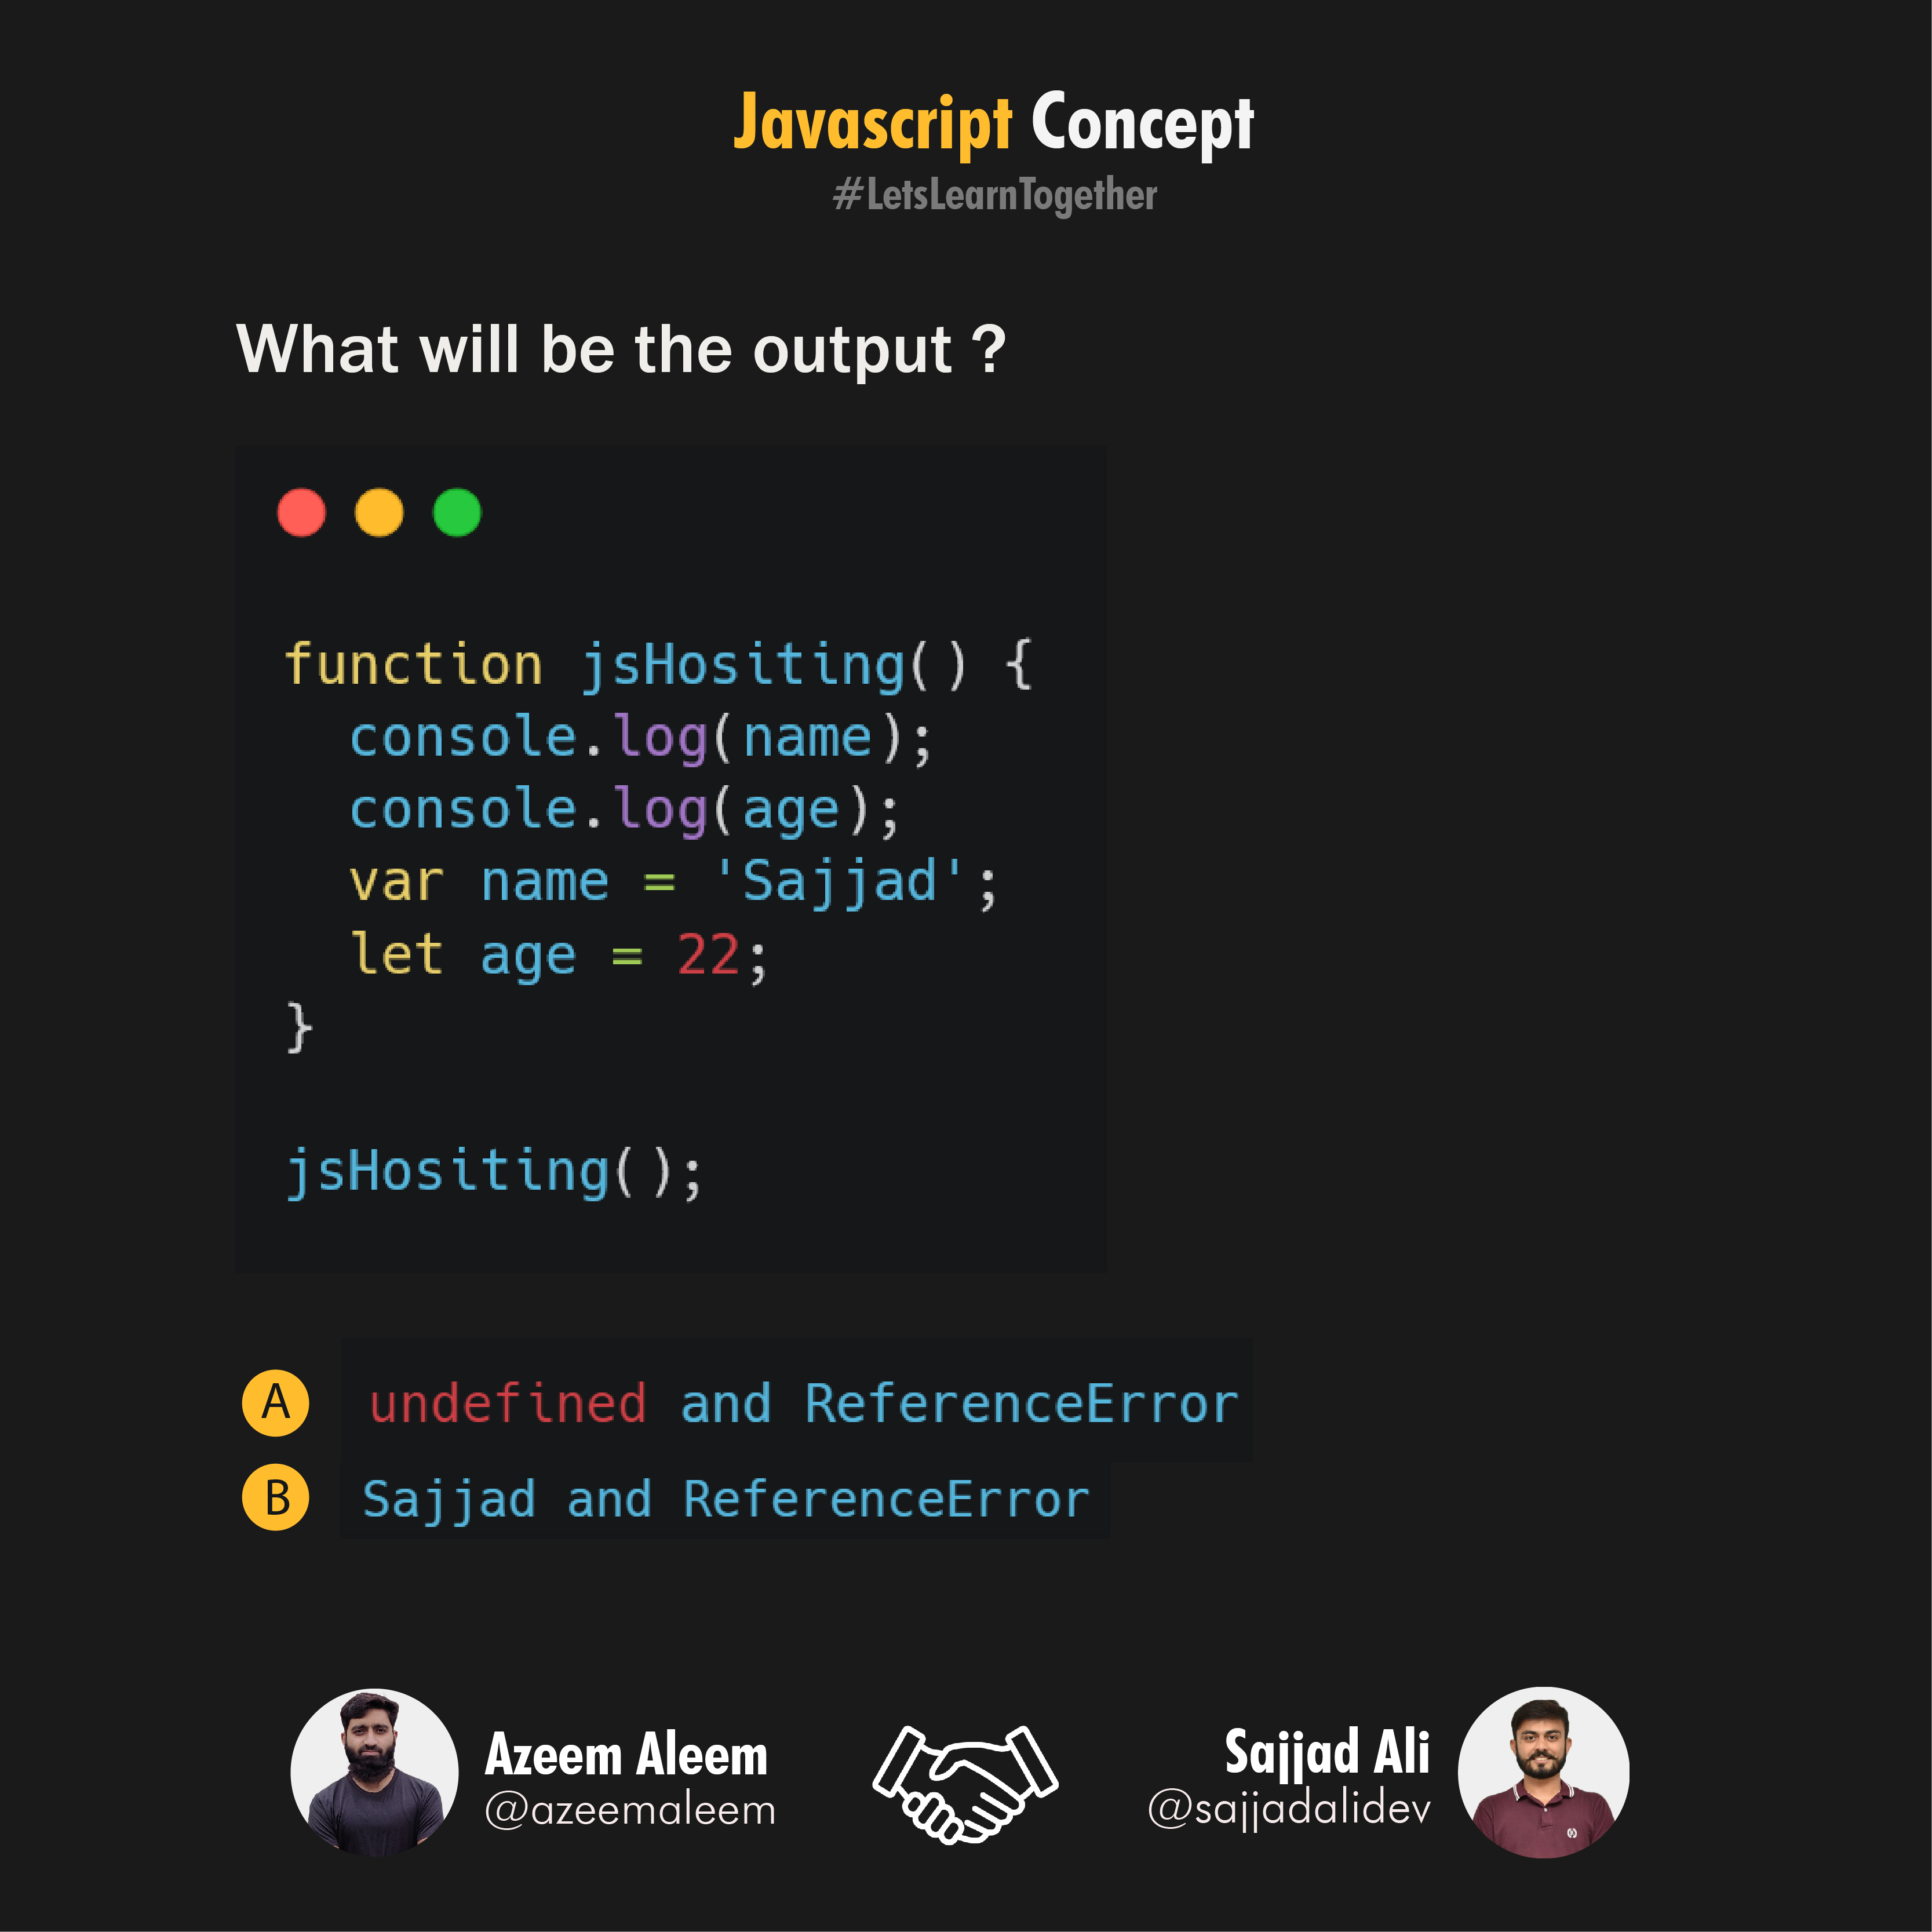 Javascript Concept
#LetsLearnTogether
What will be the output ?
function jsHositing() {
  console.log(name);
  console.log(age);
  var name = 'Sajjad';
  let age = 22;
}
jsHositing();
A undefined and ReferenceError
B Sajjad and ReferenceError
Azeem Aleem
@azeemaleem
Sajjad Ali
@sajjadalidev